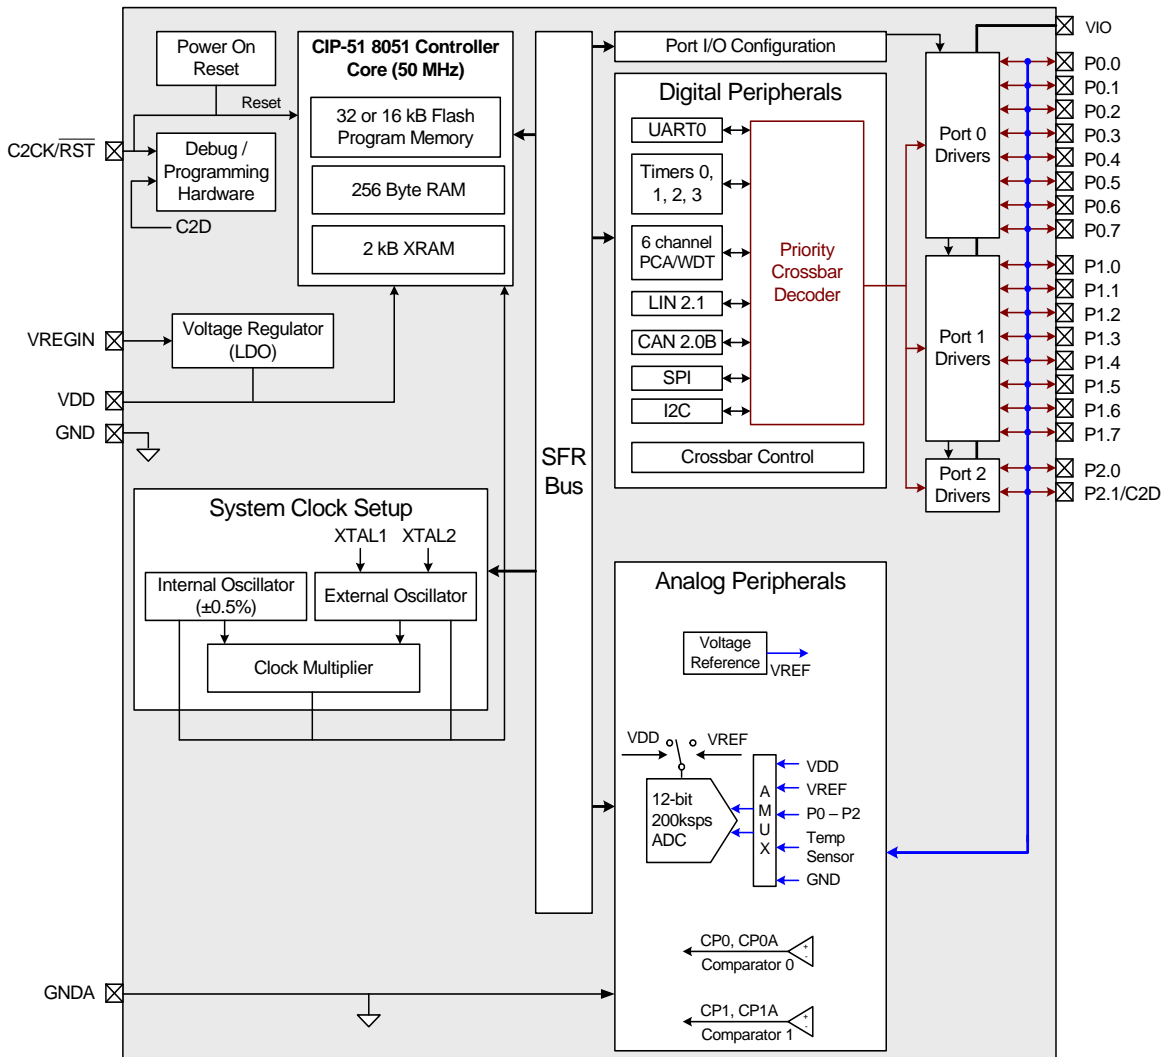 Power On
Reset
Reset
C2CK/RST
Debug /
Programming
Hardware
C2D
CIP-51 8051 Controller
Core (50 MHz)
32 or 16 kB Flash
Program Memory
256 Byte RAM
2 kB XRAM
VREGIN
Voltage Regulator
(LDO)
VDD
GND
System Clock Setup
XTAL1
XTAL2
Internal Oscillator
(±0.5%)
External Oscillator
Clock Multiplier
GNDA
SFR
Bus
Port I/O Configuration
Digital Peripherals
UART0
Timers 0,
1, 2, 3
6 channel
PCA/WDT
LIN 2.1
CAN 2.0B
SPI
I2C
Priority
Crossbar
Decoder
Crossbar Control
Port 0
Drivers
Port 1
Drivers
Port 2
Drivers
VIO
P0.0
P0.1
P0.2
P0.3
P0.4
P0.5
P0.6
P0.7
P1.0
P1.1
P1.2
P1.3
P1.4
P1.5
P1.6
P1.7
P2.0
P2.1/C2D
Analog Peripherals
Voltage
Reference
VREF
VDD
VREF
12-bit
200ksps
ADC
A
M
U
X
VDD
VREF
P0 – P2
Temp
Sensor
GND
CP0, CP0A
+
-
Comparator 0
CP1, CP1A
+
-
Comparator 1